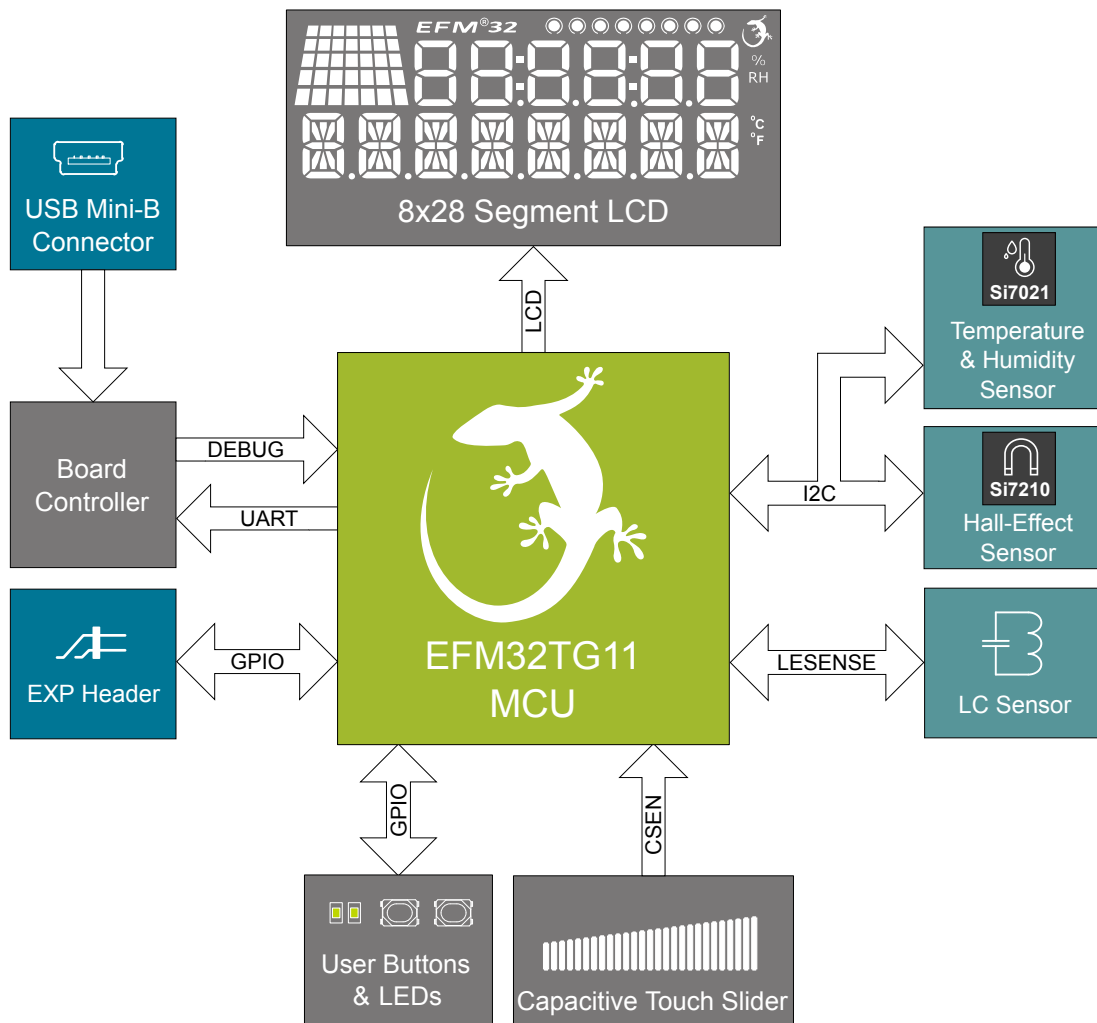 EFM®32
%
RH
°C
°F
8x28 Segment LCD
USB Mini-B
Connector
LCD
Si7021
Temperature
& Humidity
Sensor
Board
Controller
DEBUG
UART
I2C
Si7210
Hall-Effect
Sensor
EFM32TG11
MCU
EXP Header
GPIO
LESENSE
LC Sensor
GPIO
CSEN
User Buttons
& LEDs
Capacitive Touch Slider